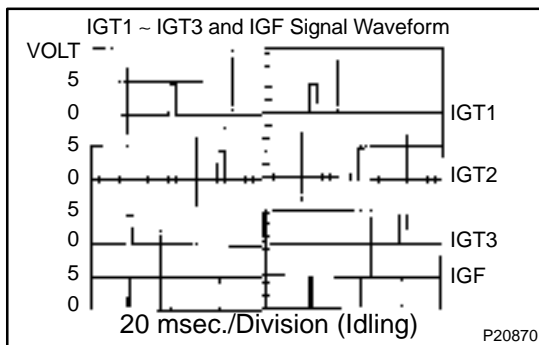 IGT1 ~ IGT3 and IGF Signal Waveform
VOLT
5
0
IGT1
5
0
IGT2
5
0
IGT3
5
IGF
0
20 msec./Division (Idling)
P20870